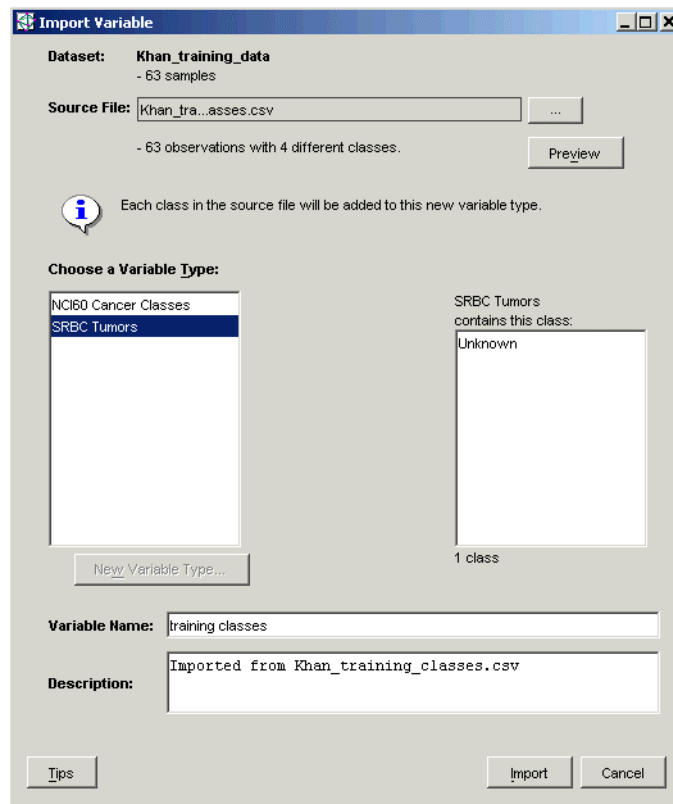 Import Variable
Dataset: Khan_training_data
- 63 samples
Source File: Khan_tra...asses.csv ...
- 63 observations with 4 different classes. Preview
Each class in the source file will be added to this new variable type.
Choose a Variable Type:
NCI60 Cancer Classes
SRBC Tumors
SRBC Tumors
contains this class:
Unknown
1 class
New Variable Type...
Variable Name: training classes
Description: Imported from Khan_training_classes.csv
Tips Import Cancel